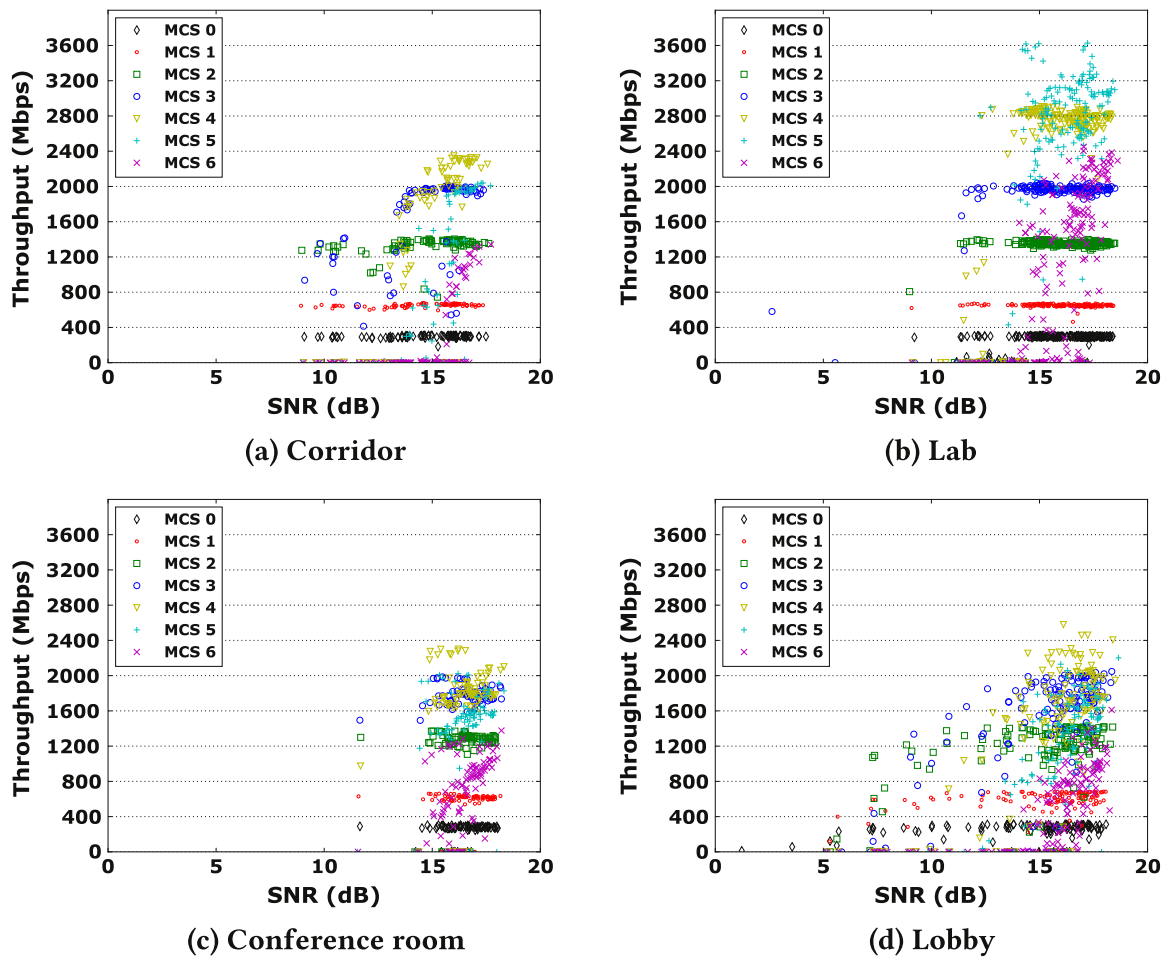 3600
3200
2800
2400
2000
1600
1200
800
400
0
Throughput (Mbps)
MCS 0
MCS 1
MCS 2
MCS 3
MCS 4
MCS 5
MCS 6
0 5 10 15 20
SNR (dB)
(a) Corridor
3600
3200
2800
2400
2000
1600
1200
800
400
0
Throughput (Mbps)
MCS 0
MCS 1
MCS 2
MCS 3
MCS 4
MCS 5
MCS 6
0 5 10 15 20
SNR (dB)
(b) Lab
3600
3200
2800
2400
2000
1600
1200
800
400
0
Throughput (Mbps)
MCS 0
MCS 1
MCS 2
MCS 3
MCS 4
MCS 5
MCS 6
0 5 10 15 20
SNR (dB)
(c) Conference room
3600
3200
2800
2400
2000
1600
1200
800
400
0
Throughput (Mbps)
MCS 0
MCS 1
MCS 2
MCS 3
MCS 4
MCS 5
MCS 6
0 5 10 15 20
SNR (dB)
(d) Lobby